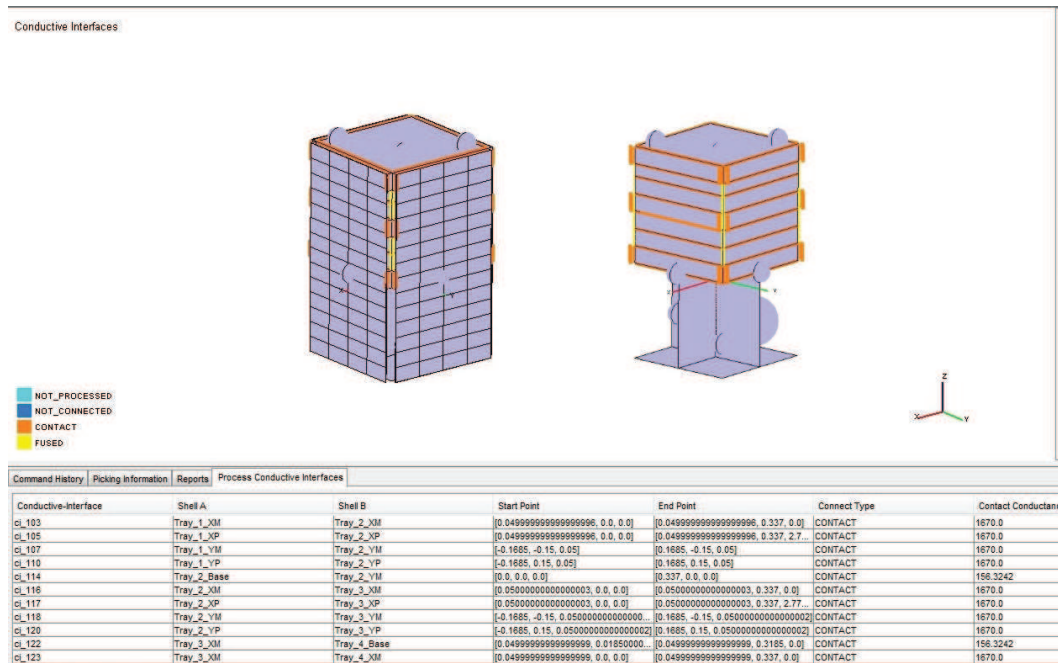 Conductive Interfaces
X
Y
Z
Y
Z
X
Y
NOT_PROCESSED
NOT_CONNECTED
CONTACT
FUSED
Command History Picking Information Reports Process Conductive Interfaces
Conductive-Interface Shell A Shell B Start Point End Point Connect Type Contact Conductanc
ci_103 Tray_1_XM Tray_2_XM [0.049999999999999996, 0.0, 0.0] [0.049999999999999996, 0.337, 0.0] CONTACT 1670.0
ci_105 Tray_1_XP Tray_2_XP [0.049999999999999996, 0.0, 0.0] [0.049999999999999996, 0.337, 2.7... CONTACT 1670.0
ci_107 Tray_1_YM Tray_2_YM [-0.1685, -0.15, 0.05] [0.1685, -0.15, 0.05] CONTACT 1670.0
ci_110 Tray_1_YP Tray_2_YP [-0.1685, 0.15, 0.05] [0.1685, 0.15, 0.05] CONTACT 1670.0
ci_114 Tray_2_Base Tray_2_YM [0.0, 0.0, 0.0] [0.337, 0.0, 0.0] CONTACT 156.3242
ci_116 Tray_2_XM Tray_3_XM [0.05000000000000003, 0.0, 0.0] [0.05000000000000003, 0.337, 0.0] CONTACT 1670.0
ci_117 Tray_2_XP Tray_3_XP [0.05000000000000003, 0.0, 0.0] [0.05000000000000003, 0.337, 2.77... CONTACT 1670.0
ci_118 Tray_2_YM Tray_3_YM [-0.1685, -0.15, 0.050000000000000... [0.1685, -0.15, 0.05000000000000002] CONTACT 1670.0
ci_120 Tray_2_YP Tray_3_YP [-0.1685, 0.15, 0.05000000000000002] [0.1685, 0.15, 0.05000000000000002] CONTACT 1670.0
ci_122 Tray_3_XM Tray_4_Base [0.04999999999999999, 0.01850000... [0.04999999999999999, 0.3185, 0.0] CONTACT 156.3242
ci_123 Tray_3_XM Tray_4_XM [0.04999999999999999, 0.0, 0.0] [0.04999999999999999, 0.337, 0.0] CONTACT 1670.0